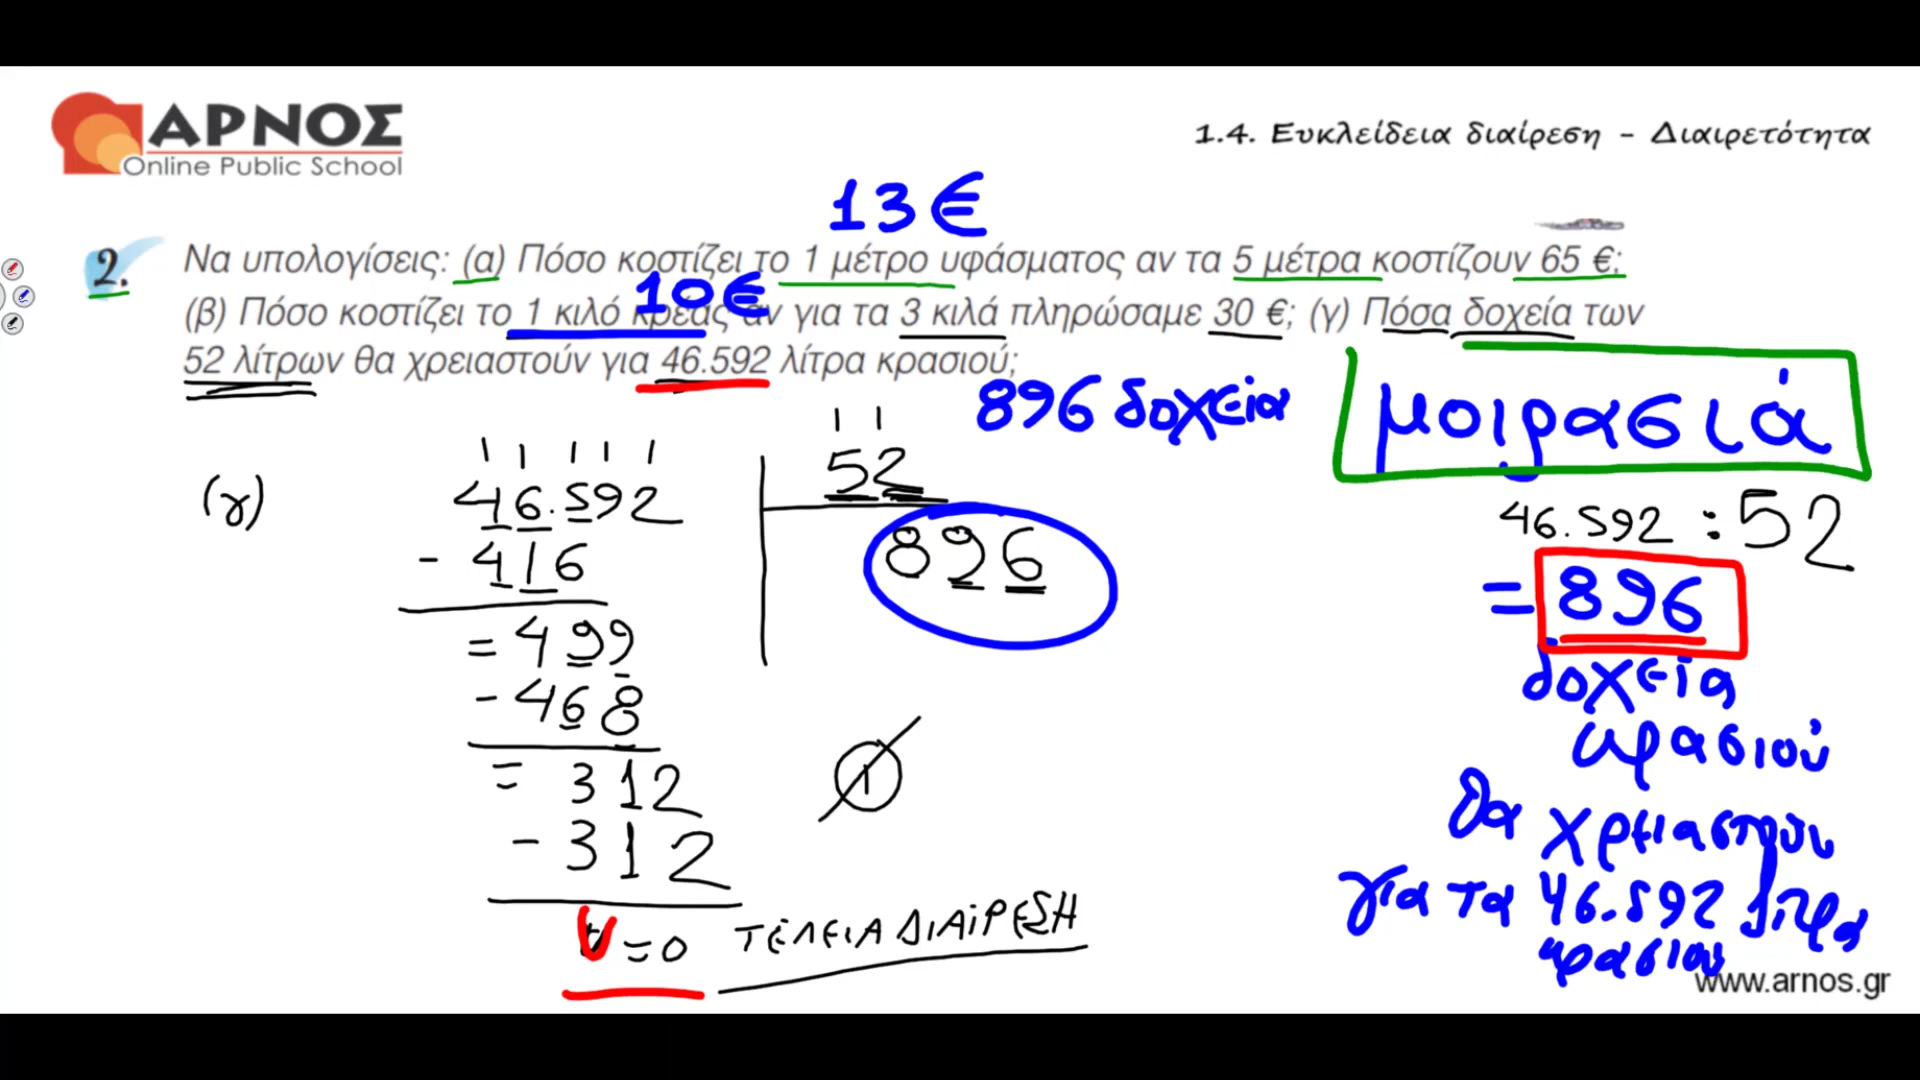 ΑΡΝΟΣ
Online Public School
1.4. Ευκλείδεια διαίρεση - Διαιρετότητα
13 €
2. Να υπολογίσεις: (α) Πόσο κοστίζει το 1 μέτρο υφάσματος αν τα 5 μέτρα κοστίζουν 65 €;
10 €
(β) Πόσο κοστίζει το 1 κιλό κρέας αν για τα 3 κιλά πληρώσαμε 30 €; (γ) Πόσα δοχεία των
52 λίτρων θα χρειαστούν για 46.592 λίτρα κρασιού;
896 δοχεία
μοιρασιά
(γ)
46.592
52
- 416
896
= 499
- 468
= 312
- 312
υ = 0
ΤΕΛΕΙΑ ΔΙΑΙΡΕΣΗ
1
46.592 : 52
= 896
δοχεία
κρασιού
θα χρειαστούν
για τα 46.592 λίτρα
κρασιού
www.arnos.gr